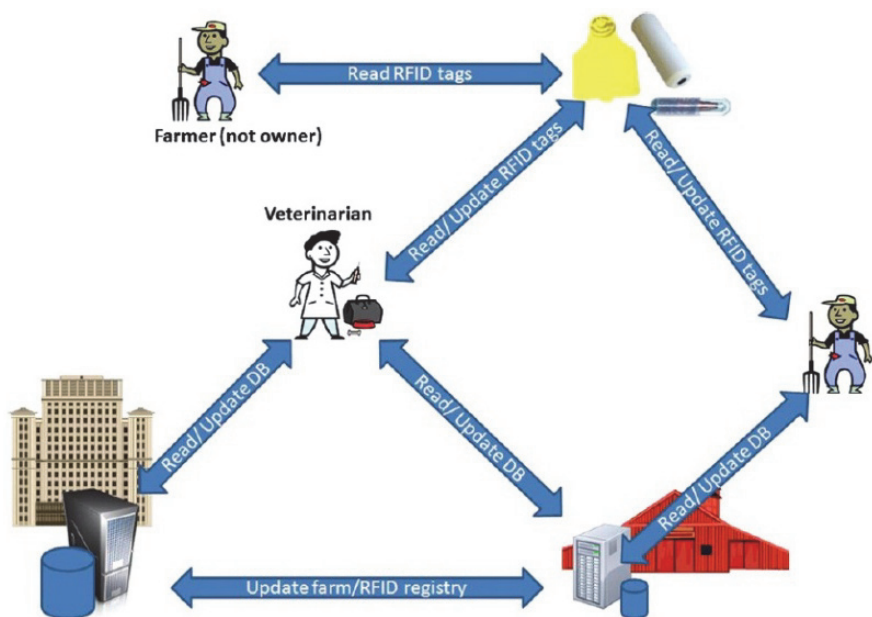 Read RFID tags
Farmer (not owner)
Read/ Update RFID tags
Read/ Update RFID tags
Veterinarian
Read/ Update DB
Read/ Update DB
Read/ Update DB
Update farm/RFID registry